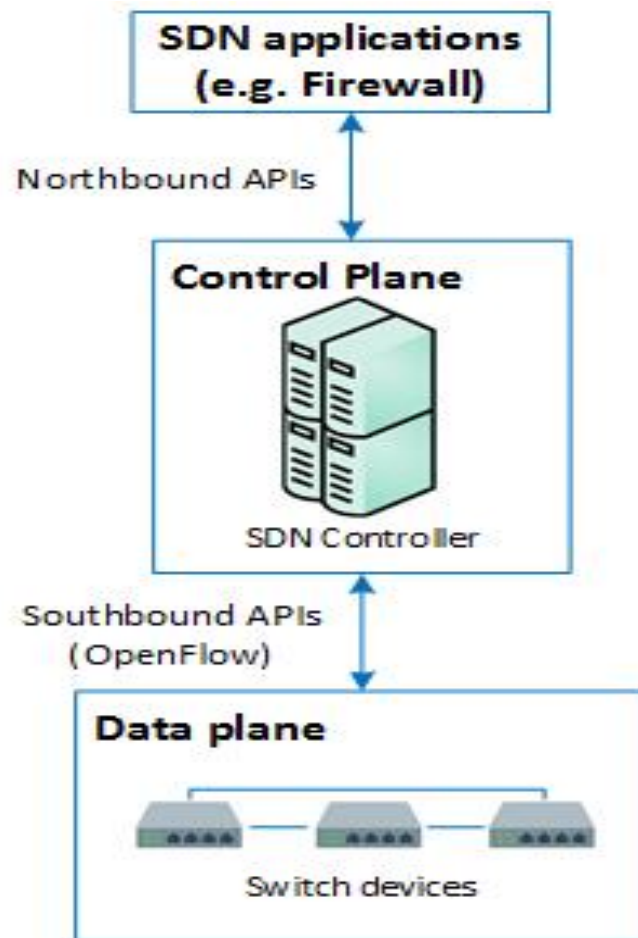 SDN applications
(e.g. Firewall)
Northbound APIs
Control Plane
SDN Controller
Southbound APIs
(OpenFlow)
Data plane
Switch devices